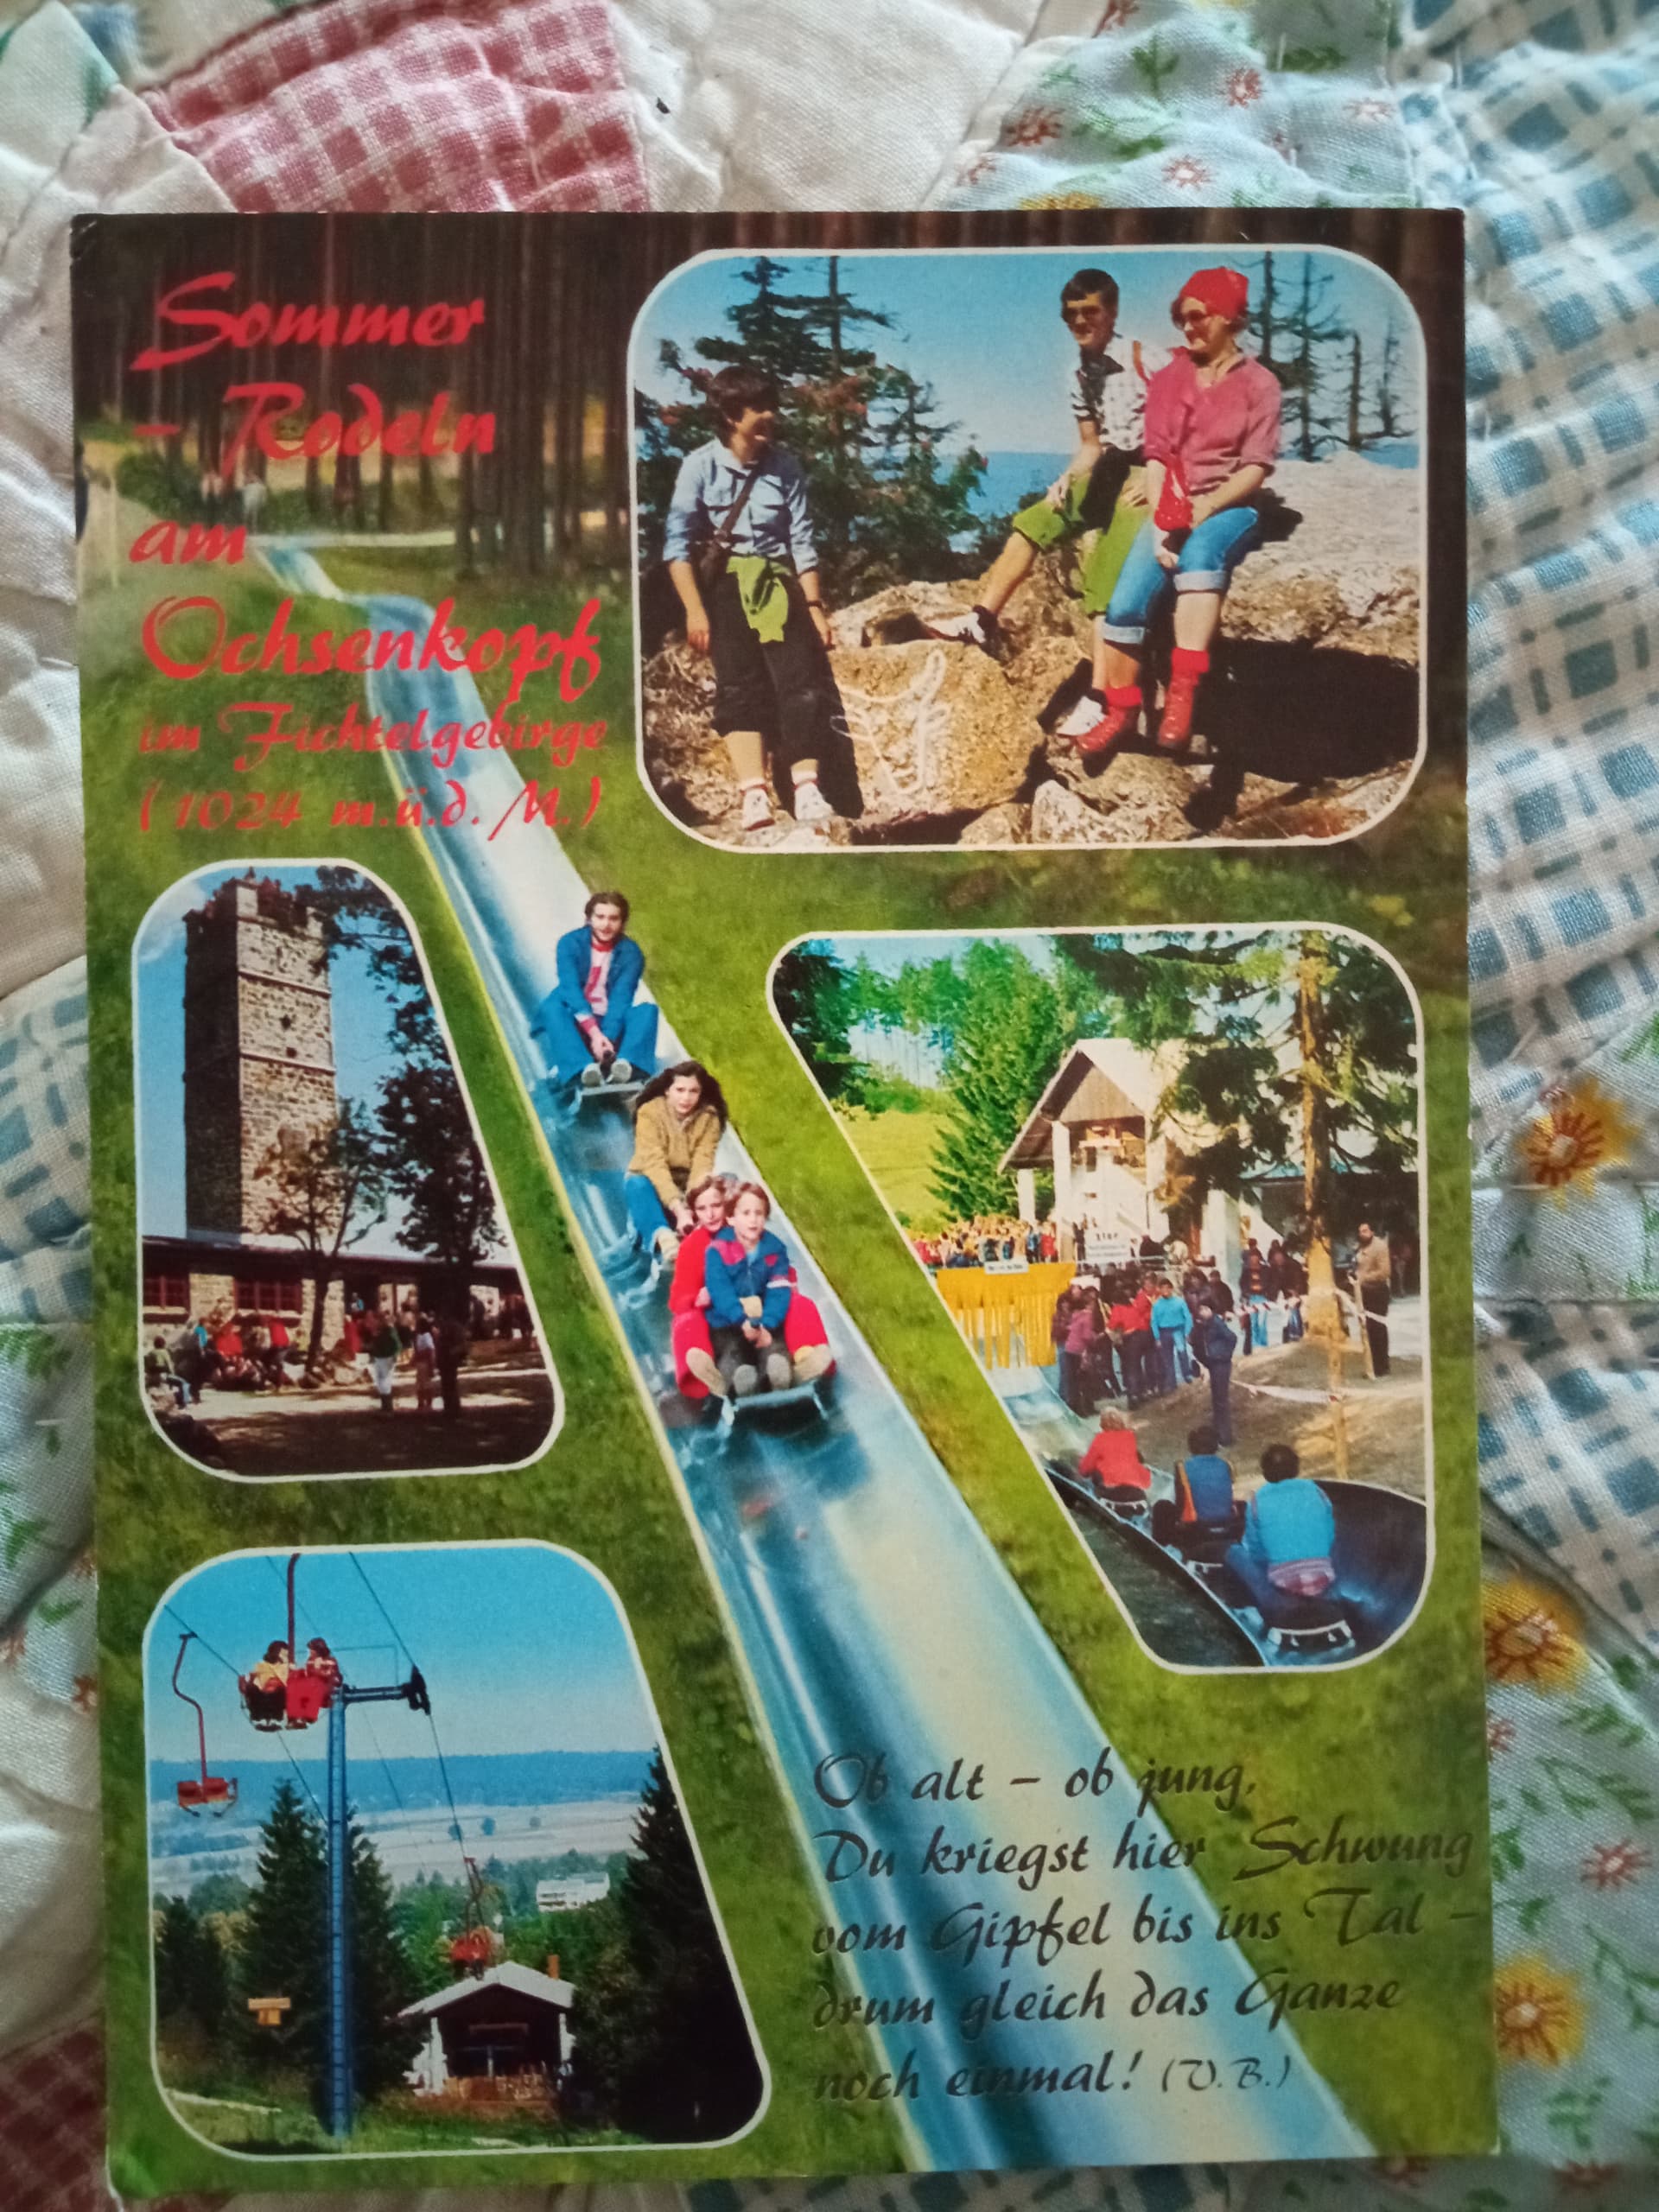 Sommer
- Rodeln
am
Ochsenkopf
im Fichtelgebirge
(1024 m.ü.d.M.)
STOP
Ob alt – ob jung,
Du kriegst hier Schwung
vom Gipfel bis ins Tal –
drum gleich das Ganze
noch einmal! (V.B.)